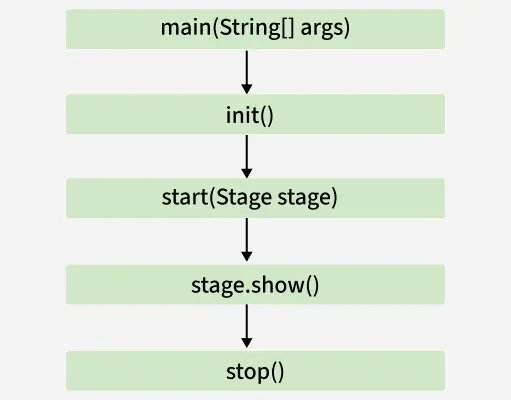 main(String[] args)
init()
start(Stage stage)
stage.show()
stop()